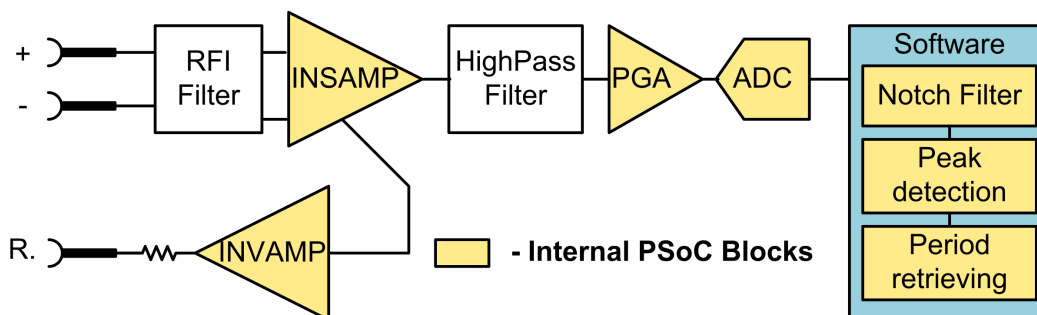 +
-
RFI
Filter
INSAMP
HighPass
Filter
PGA
ADC
Software
Notch Filter
Peak
detection
Period
retrieving
R.
INVAMP
- Internal PSoC Blocks